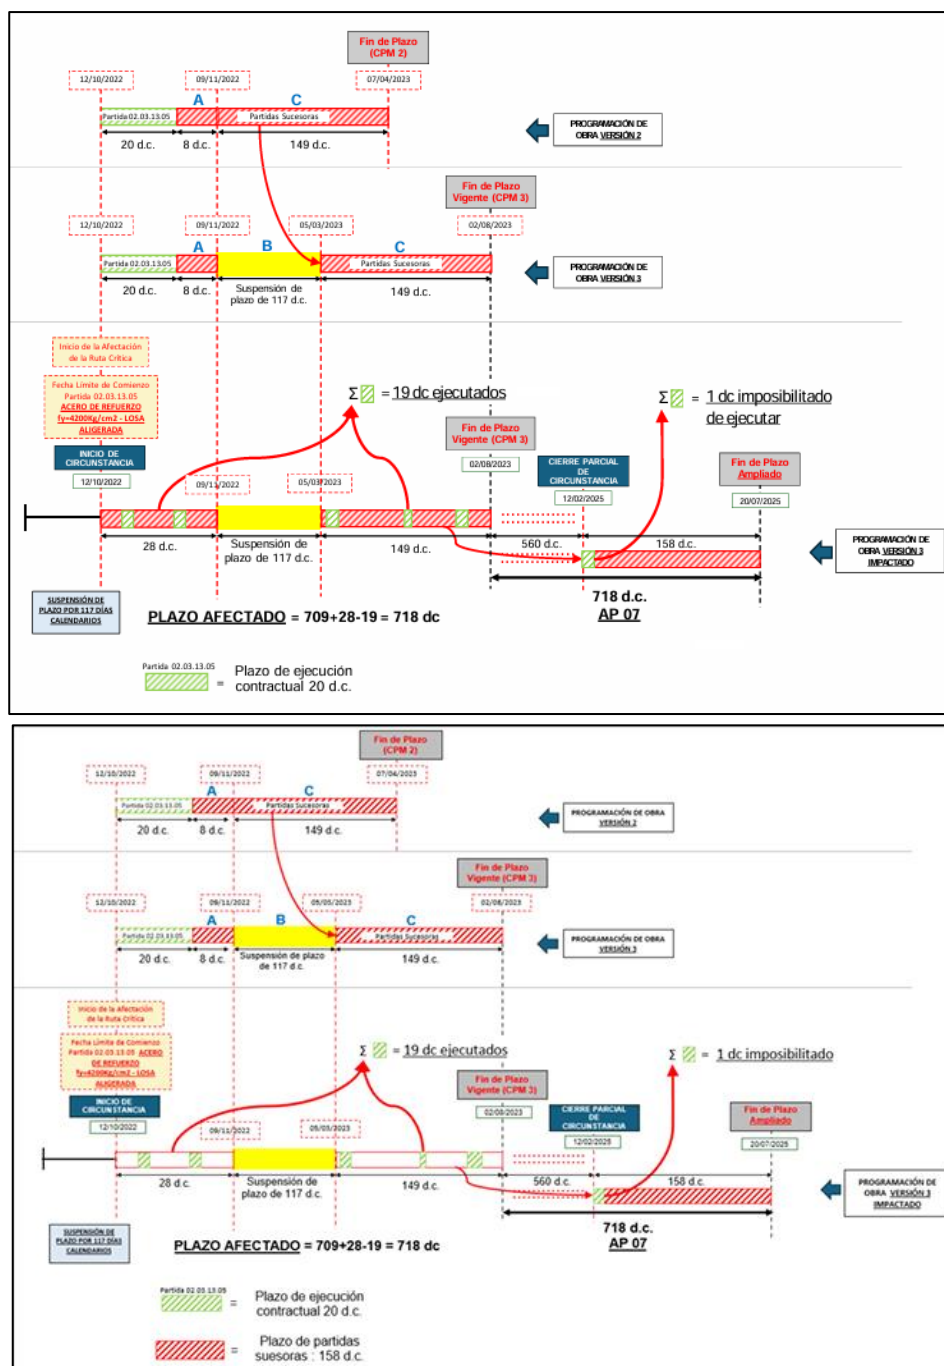 Fin de Plazo
(CPM 2)
12/10/2022
09/11/2022
07/04/2023
A
C
Partida 02.03.13.05
Partidas Sucesoras
20 d.c.
8 d.c.
149 d.c.
PROGRAMACIÓN DE
OBRA VERSIÓN 2
Fin de Plazo
Vigente (CPM 3)
12/10/2022
09/11/2022
05/03/2023
02/08/2023
A
B
C
Partida 02.03.13.05
Partidas Sucesoras
20 d.c.
8 d.c.
Suspensión de
plazo de 117 d.c.
149 d.c.
PROGRAMACIÓN DE
OBRA VERSIÓN 3
Inicio de la Afectación
de la Ruta Crítica
Fecha Límite de Comienzo
Partida 02.03.13.05
ACERO DE REFUERZO
fy=4200Kg/cm2 - LOSA
ALIGERADA
Σ = 19 dc ejecutados
Σ = 1 dc imposibilitado
de ejecutar
Fin de Plazo
Vigente (CPM 3)
INICIO DE
CIRCUNSTANCIA
12/10/2022
09/11/2022
05/03/2023
02/08/2023
CIERRE PARCIAL
DE
CIRCUNSTANCIA
12/02/2025
Fin de Plazo
Ampliado
20/07/2025
28 d.c.
Suspensión de
plazo de 117 d.c.
149 d.c.
560 d.c.
158 d.c.
PROGRAMACIÓN DE
OBRA VERSIÓN 3
IMPACTADO
SUSPENSIÓN DE
PLAZO POR 117 DÍAS
CALENDARIOS
PLAZO AFECTADO = 709+28-19 = 718 dc
718 d.c.
AP 07
Partida 02.03.13.05
= Plazo de ejecución
contractual 20 d.c.
Fin de Plazo
(CPM 2)
12/10/2022
09/11/2022
07/04/2023
A
C
Partida 02.03.13.05
Partidas Sucesoras
20 d.c.
8 d.c.
149 d.c.
PROGRAMACIÓN DE OBRA
VERSIÓN 2
Fin de Plazo
Vigente (CPM 3)
12/10/2022
09/11/2022
05/03/2023
02/08/2023
A
B
C
Partida 02.03.13.05
Partidas Sucesoras
20 d.c.
8 d.c.
Suspensión de plazo
de 117 d.c.
149 d.c.
PROGRAMACIÓN DE OBRA
VERSIÓN 3
Inicio de la Afectación
de la Ruta Crítica
Fecha Límite de Comienzo
Partida 02.03.13.05 ACERO
DE REFUERZO
fy=4200Kg/cm2 - LOSA
ALIGERADA
Σ = 19 dc ejecutados
Σ = 1 dc imposibilitado
Fin de Plazo
Vigente (CPM 3)
INICIO DE
CIRCUNSTANCIA
12/10/2022
09/11/2022
05/03/2023
02/08/2023
CIERRE PARCIAL
DE
CIRCUNSTANCIA
12/02/2025
Fin de Plazo
Ampliado
20/07/2025
28 d.c.
Suspensión de
plazo de 117 d.c.
149 d.c.
560 d.c.
158 d.c.
PROGRAMACIÓN DE
OBRA VERSIÓN 3
IMPACTADO
SUSPENSIÓN DE
PLAZO POR 117 DÍAS
CALENDARIOS
PLAZO AFECTADO = 709+28-19 = 718 dc
718 d.c.
AP 07
Partida 02.03.13.05
= Plazo de ejecución
contractual 20 d.c.
= Plazo de partidas
suesoras : 158 d.c.